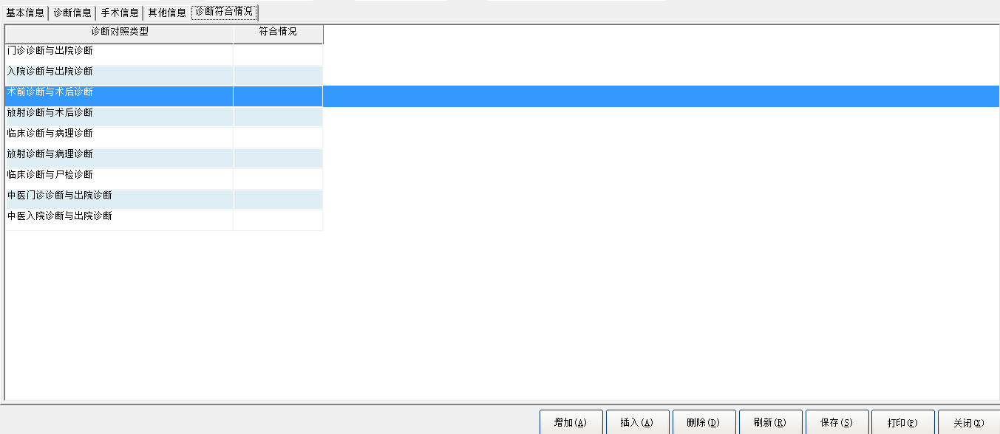 基本信息 诊断信息 手术信息 其他信息 诊断符合情况
诊断对照类型 符合情况
门诊诊断与出院诊断
入院诊断与出院诊断
术前诊断与术后诊断
放射诊断与术后诊断
临床诊断与病理诊断
放射诊断与病理诊断
临床诊断与尸检诊断
中医门诊诊断与出院诊断
中医入院诊断与出院诊断
增加(A) 插入(A) 删除(D) 刷新(R) 保存(S) 打印(P) 关闭(X)